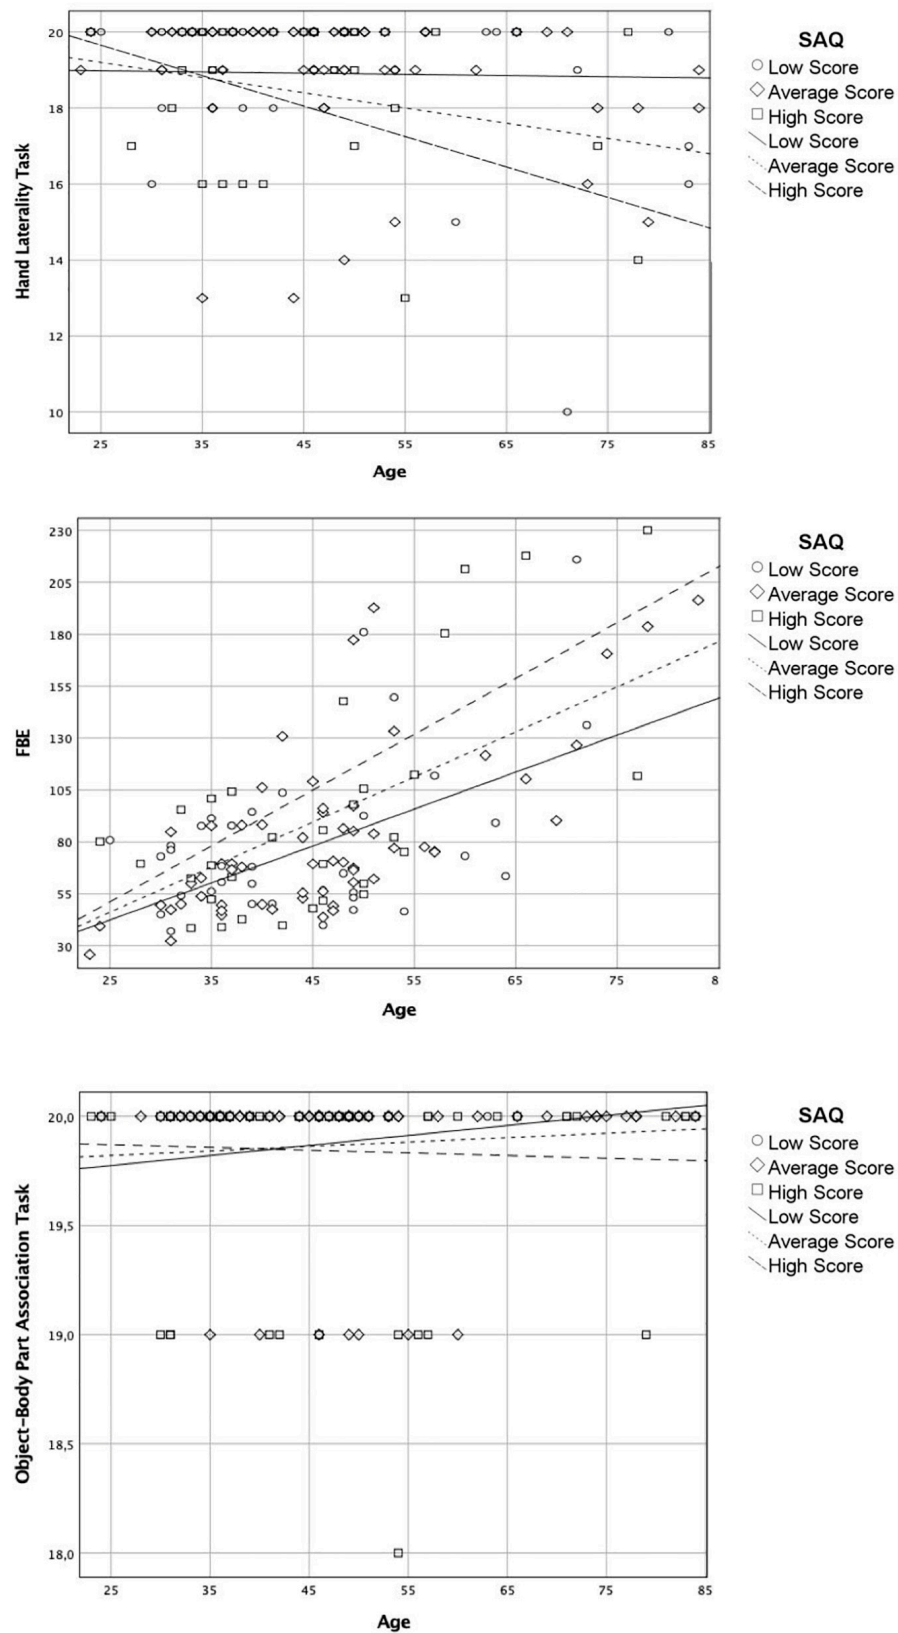 20
18
16
14
12
10
Hand Laterality Task
25 35 45 55 65 75 85
Age
SAQ
Low Score
Average Score
High Score
Low Score
Average Score
High Score
230
205
180
155
130
105
80
55
30
FBE
25 35 45 55 65 75 8
Age
SAQ
Low Score
Average Score
High Score
Low Score
Average Score
High Score
20,0
19,5
19,0
18,5
18,0
Object-Body Part Association Task
25 35 45 55 65 75 85
Age
SAQ
Low Score
Average Score
High Score
Low Score
Average Score
High Score